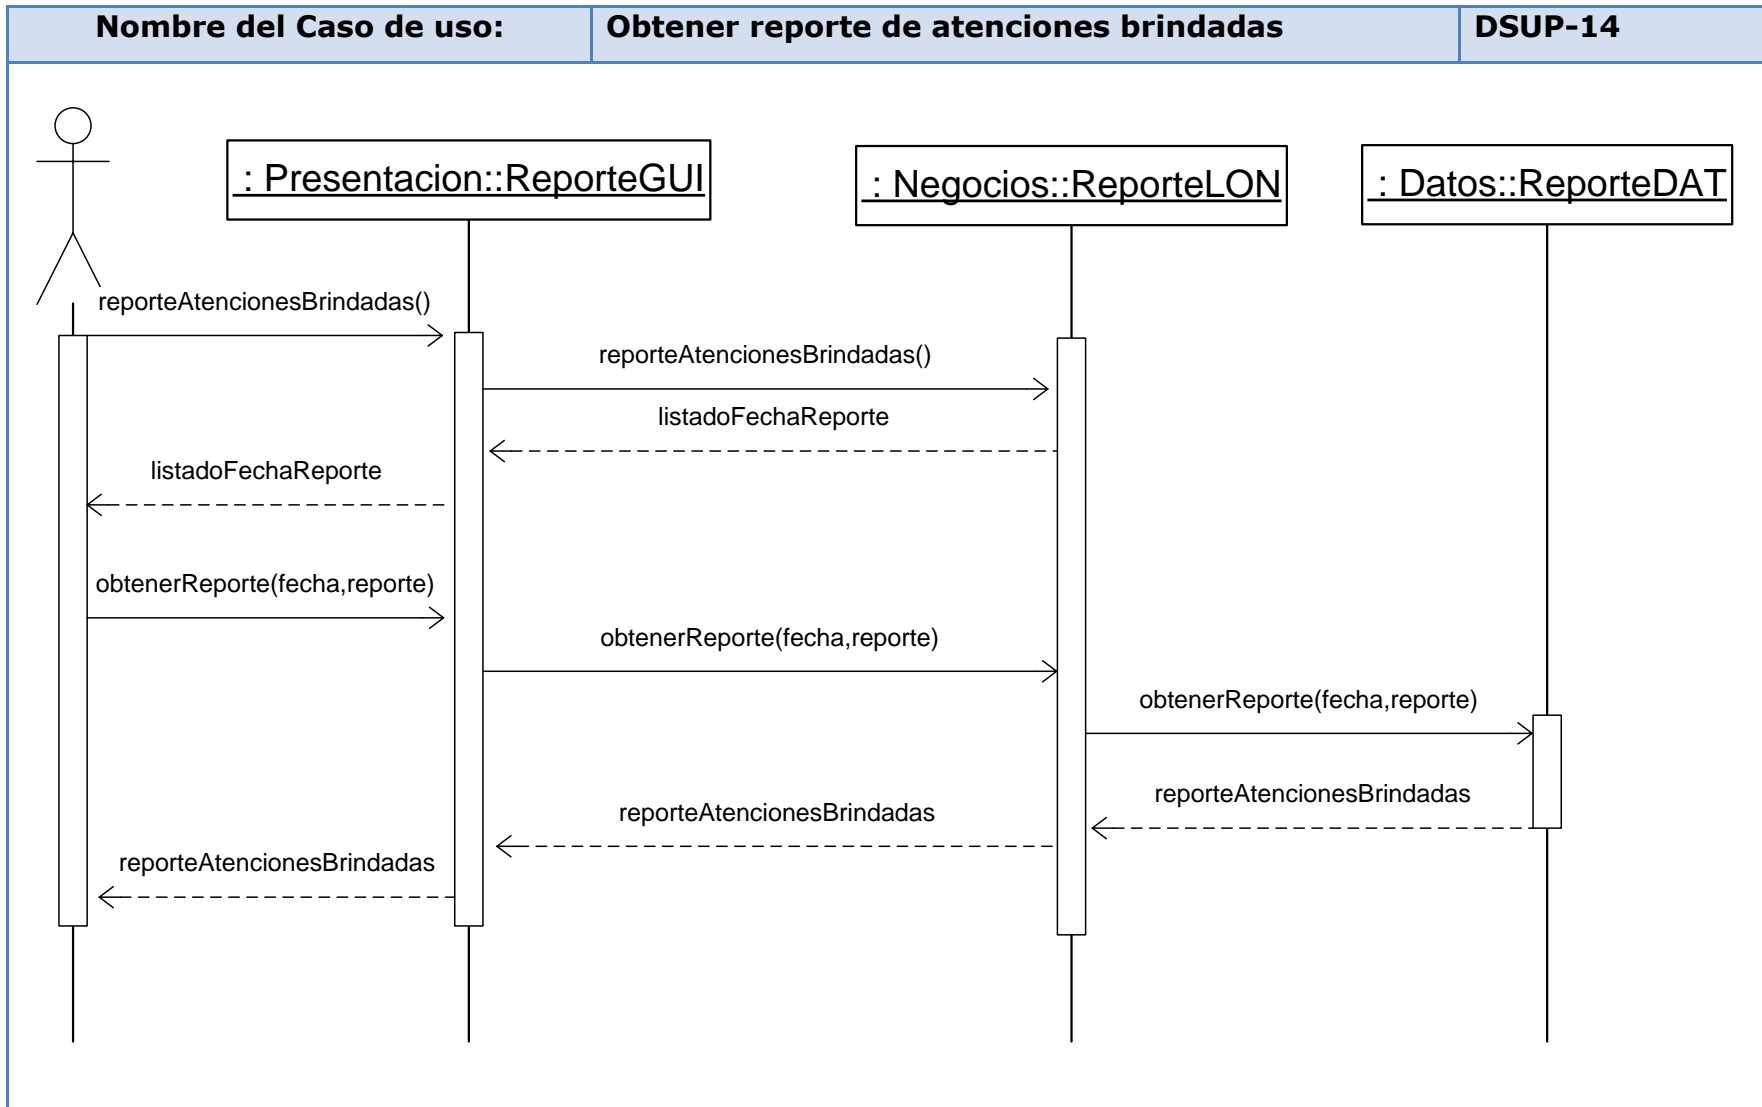 Nombre del Caso de uso: Obtener reporte de atenciones brindadas DSUP-14
: Presentacion::ReporteGUI : Negocios::ReporteLON : Datos::ReporteDAT
reporteAtencionesBrindadas()
reporteAtencionesBrindadas()
listadoFechaReporte
listadoFechaReporte
obtenerReporte(fecha,reporte)
obtenerReporte(fecha,reporte)
obtenerReporte(fecha,reporte)
reporteAtencionesBrindadas
reporteAtencionesBrindadas
reporteAtencionesBrindadas